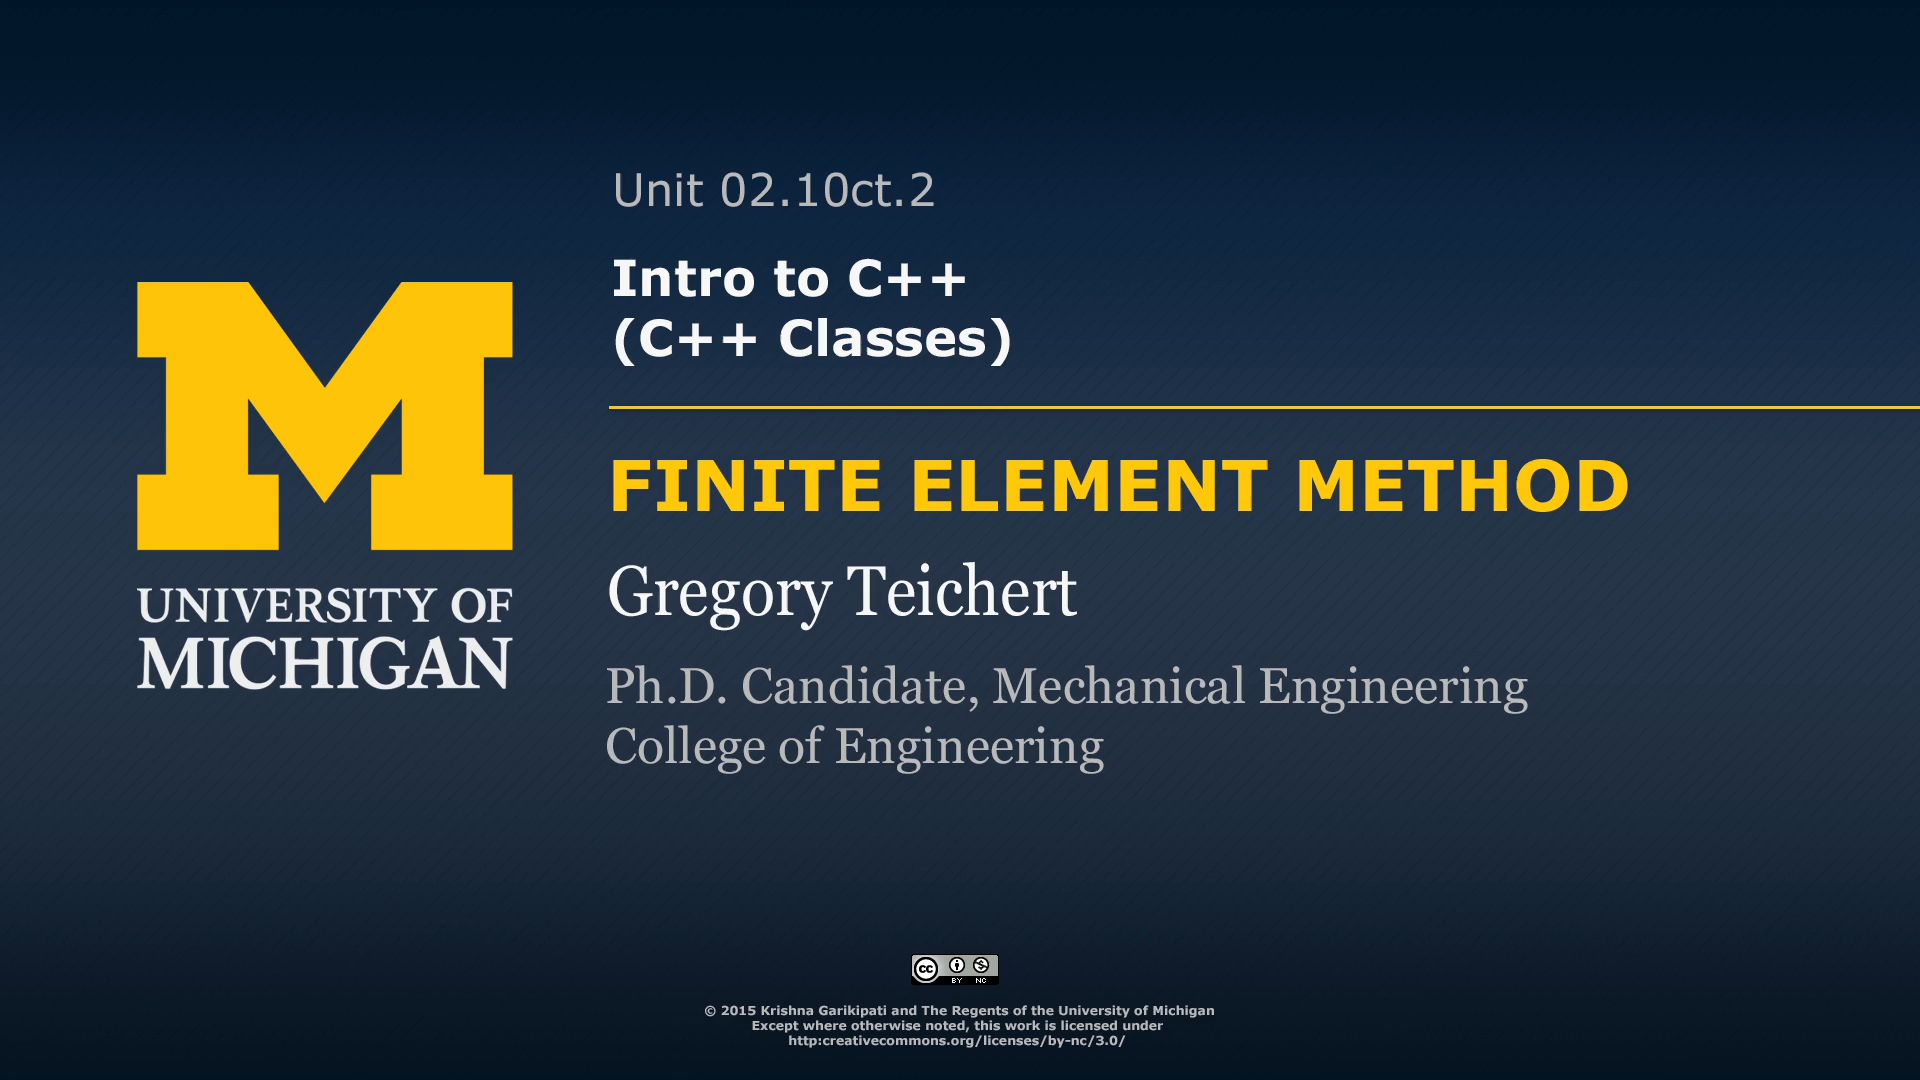 Unit 02.10ct.2
Intro to C++
(C++ Classes)
FINITE ELEMENT METHOD
Gregory Teichert
Ph.D. Candidate, Mechanical Engineering
College of Engineering
M
UNIVERSITY OF
MICHIGAN
cc BY NC
© 2015 Krishna Garikipati and The Regents of the University of Michigan
Except where otherwise noted, this work is licensed under
http:creativecommons.org/licenses/by-nc/3.0/